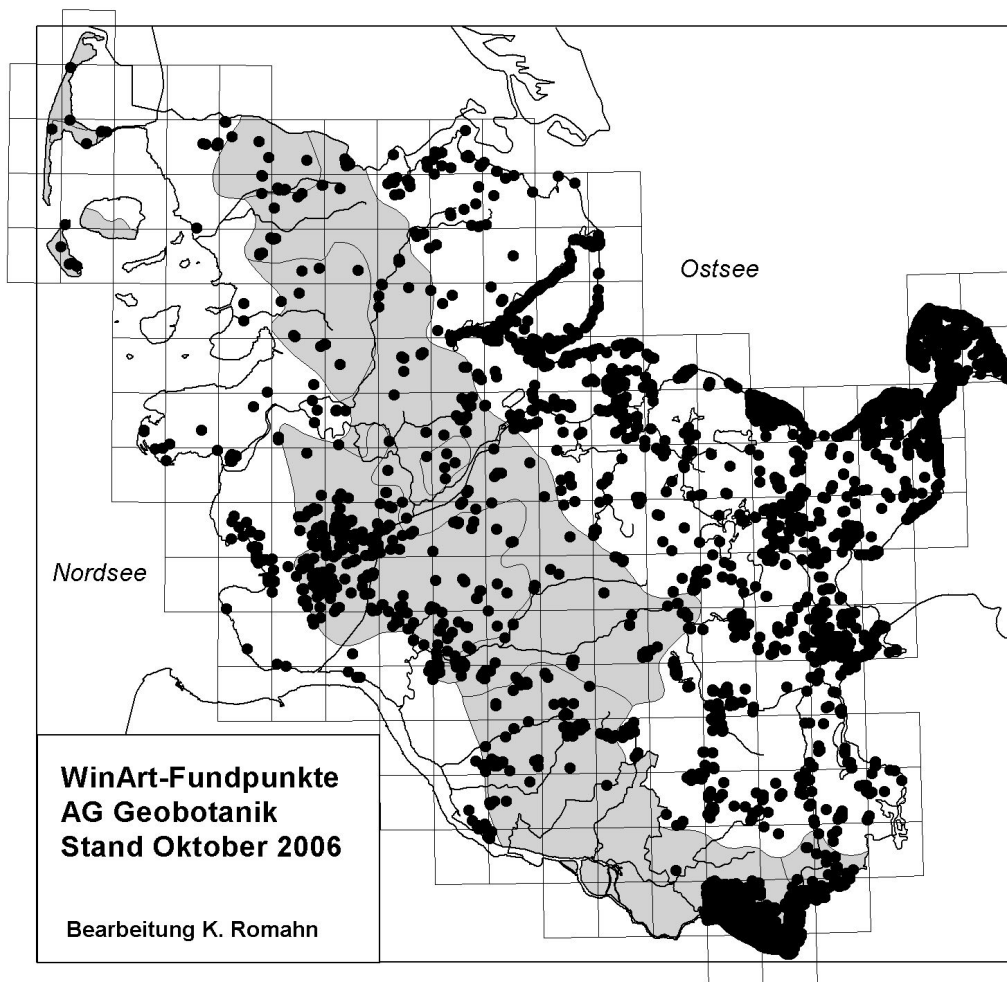 Ostsee
Nordsee
WinArt-Fundpunkte
AG Geobotanik
Stand Oktober 2006
Bearbeitung K. Romahn